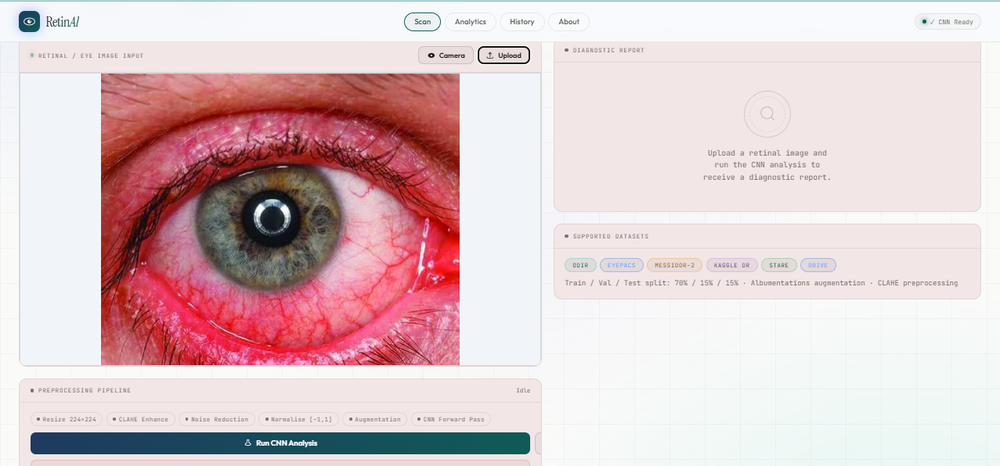 RetinAI
Scan
Analytics
History
About
✓ CNN Ready
RETINAL / EYE IMAGE INPUT
Camera
Upload
DIAGNOSTIC REPORT
Upload a retinal image and
run the CNN analysis to
receive a diagnostic report.
SUPPORTED DATASETS
ODIR
EYEPACS
MESSIDOR-2
KAGGLE DR
STARE
DRIVE
Train / Val / Test split: 70% / 15% / 15% · Albumentations augmentation · CLAHE preprocessing
PREPROCESSING PIPELINE
Idle
Resize 224×224
CLAHE Enhance
Noise Reduction
Normalise [-1,1]
Augmentation
CNN Forward Pass
Run CNN Analysis